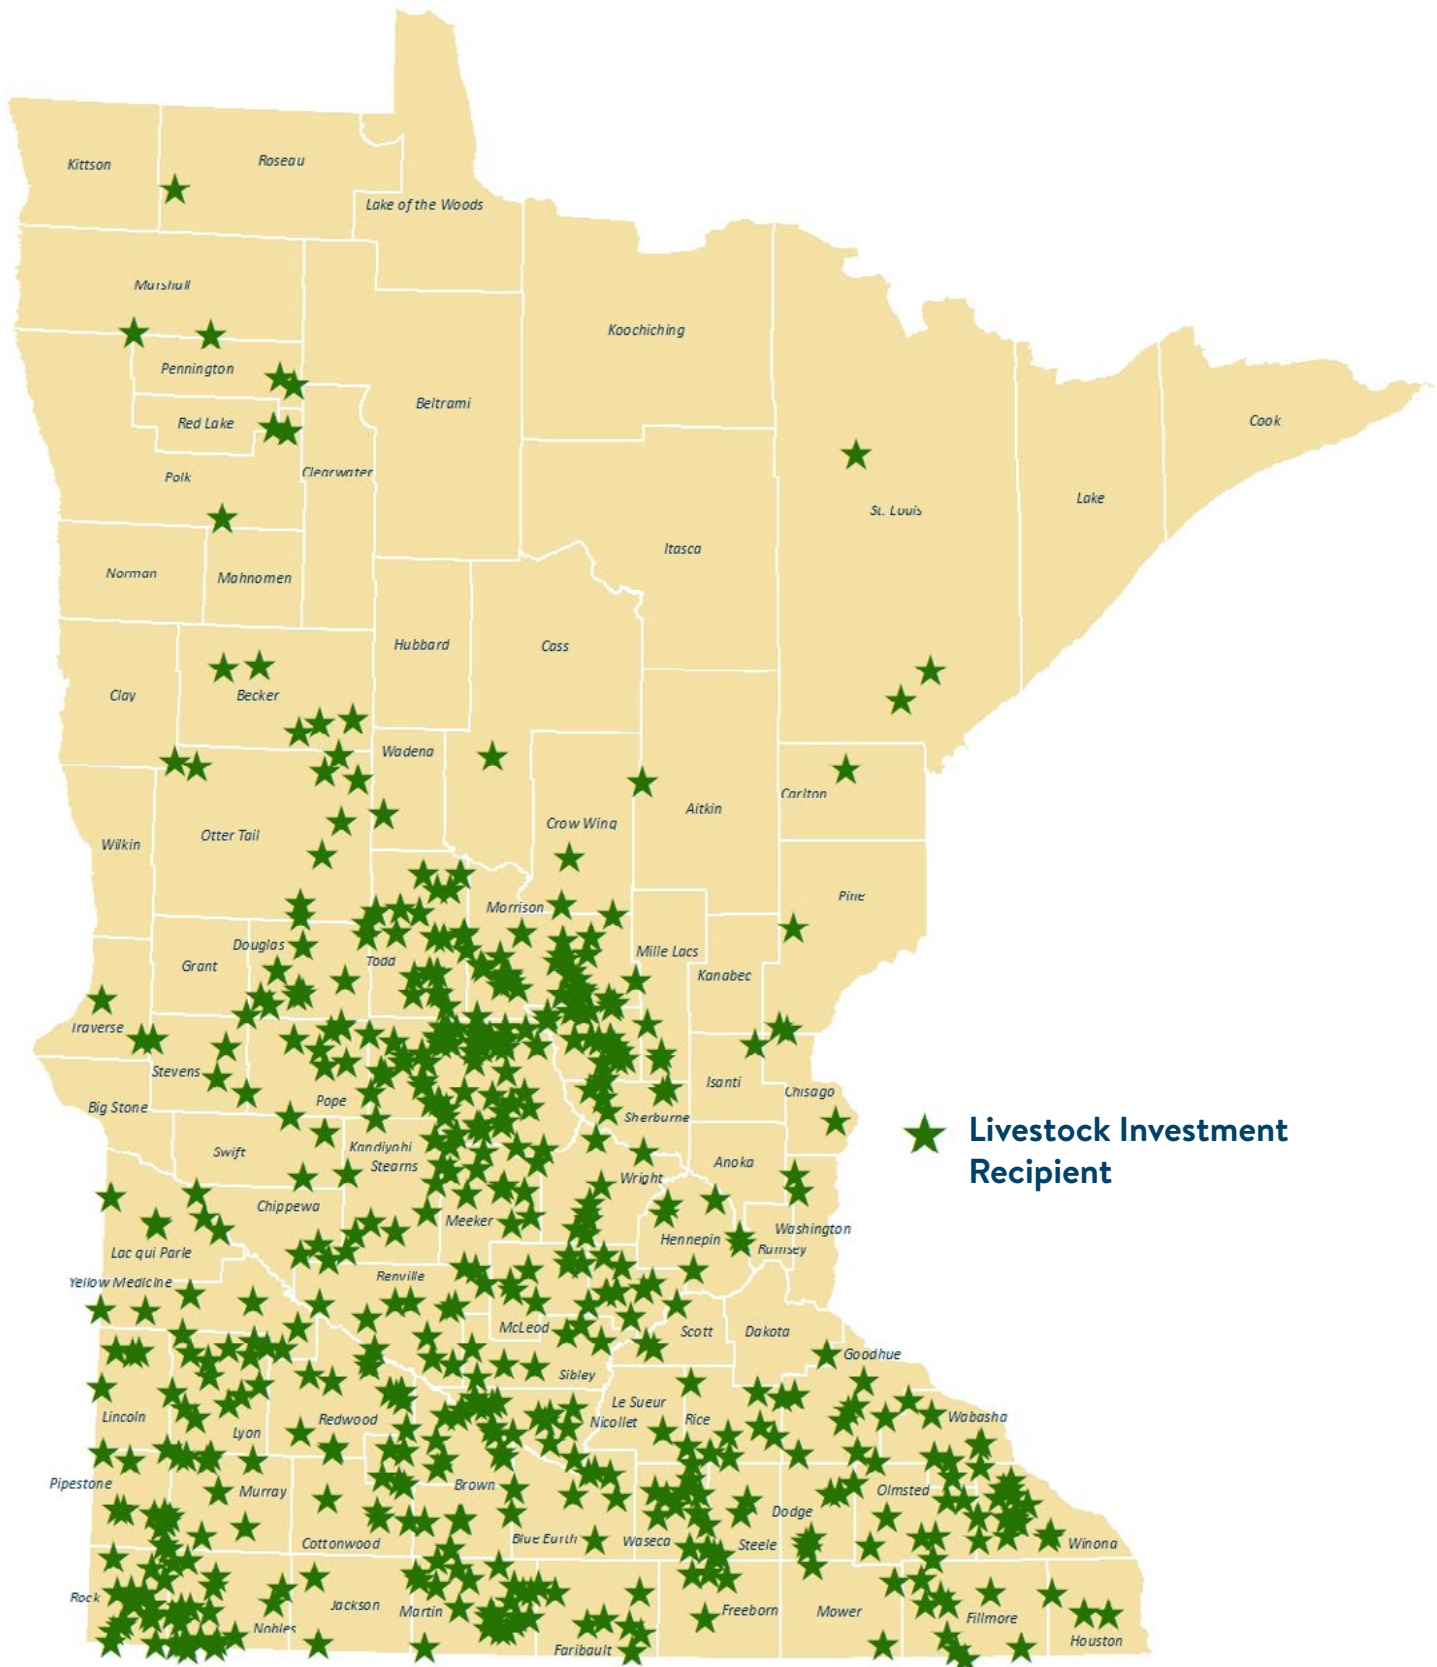 Kittson
Roseau
Lake of the Woods
Marshall
Koochiching
Pennington
Beltrami
Red Lake
Cook
Clearwater
Polk
Lake
St. Louis
Itasca
Norman
Mahnomen
Hubbard
Cass
Clay
Becker
Wadena
Carlton
Aitkin
Crow Wing
Otter Tail
Wilkin
Pine
Morrison
Douglas
Mille Lacs
Todd
Grant
Kanabec
Traverse
Stevens
Isanti
Chisago
Pope
Big Stone
Sherburne
Livestock Investment
Recipient
Kandiyohi
Swift
Anoka
Stearns
Wright
Chippewa
Meeker
Washington
Hennepin
Ramsey
Lac qui Parle
Renville
Yellow Medicine
McLeod
Scott
Dakota
Goodhue
Sibley
Le Sueur
Lincoln
Redwood
Nicollet
Rice
Wabasha
Lyon
Pipestone
Brown
Murray
Olmsted
Dodge
Cottonwood
Blue Earth
Waseca
Steele
Winona
Rock
Jackson
Martin
Freeborn
Mower
Fillmore
Nobles
Houston
Faribault